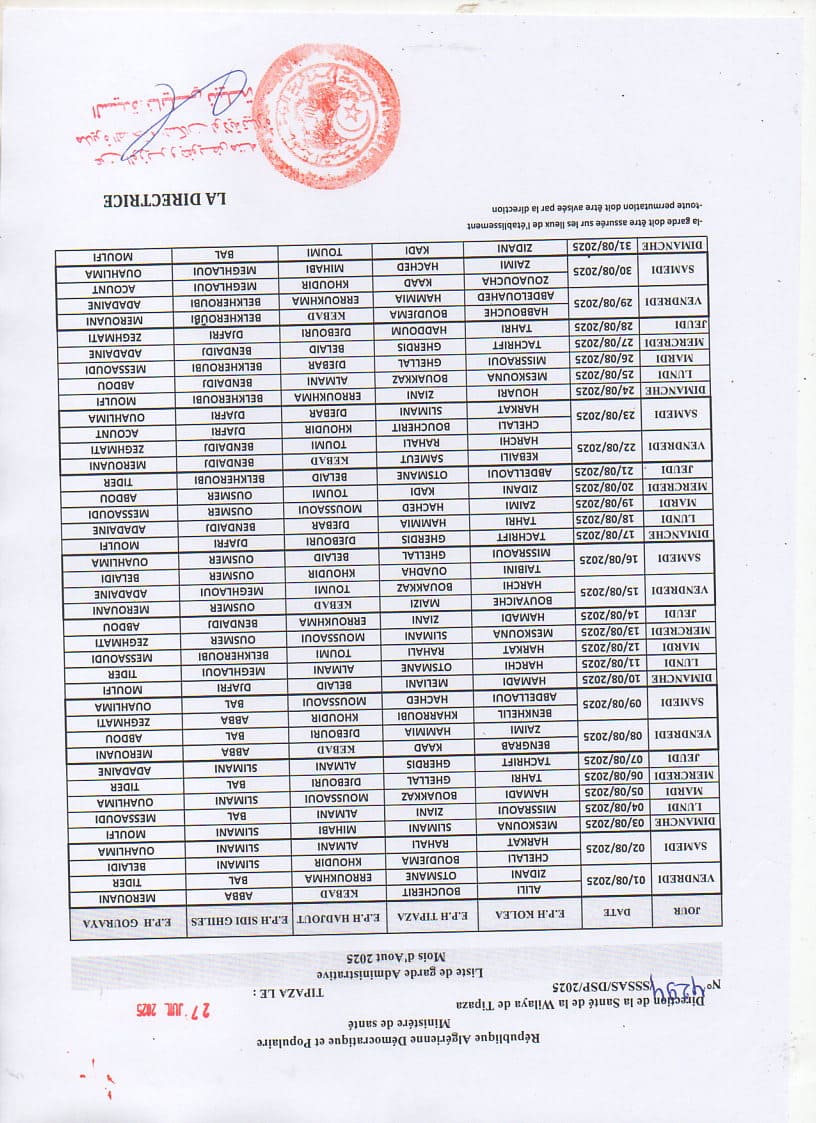 République Algérienne Démocratique et Populaire
Ministére de santé
Direction de la Santé de la Wilaya de Tipaza
N° 4294/SSSAS/DSP/2025
TIPAZA LE :
27 JUIL 2025
Liste de garde Administrative
Mois d'Aout 2025
JOUR DATE E.P.H KOLEA E.P.H TIPAZA E.P.H HADJOUT E.P.H SIDI GHILES E.P.H GOURAYA
VENDREDI 01/08/2025 ALILI BOUCHERIT KEBAD ABBA MEROUANI
ZIDANI OTSMANE ERROUKHMA BAL TIDER
SAMEDI 02/08/2025 CHELALI BOUDJEMA KHOUDIR SLIMANI BELAIDI
HARKAT RAHALI ALMANI SLIMANI OUAHLIMA
DIMANCHE 03/08/2025 MESKOUNA SLIMANI MIHABI SLIMANI MOULFI
LUNDI 04/08/2025 MISSRAOUI ZIANI ALMANI BAL MESSAOUDI
MARDI 05/08/2025 HAMADI BOUAKKAZ MOUSSAOUI SLIMANI OUAHLIMA
MERCREDI 06/08/2025 TAHRI GHELLAL DJEBOURI BAL TIDER
JEUDI 07/08/2025 TACHRIFT GHERDIS ALMANI SLIMANI ADADAINE
VENDREDI 08/08/2025 BENGRAB KAAD KEBAD ABBA MEROUANI
ZAIMI HAMMIA DJEBOURI BAL ABDOU
SAMEDI 09/08/2025 BENKHELIL KHARROUBI KHOUDIR ABBA ZEGHMATI
ABDELLAOUI HACHED MOUSSAOUI BAL OUAHLIMA
DIMANCHE 10/08/2025 HAMADI MELIANI BELAID DJAFRI MOULFI
LUNDI 11/08/2025 HARCHI OTSMANE ALMANI MEGHLAOUI TIDER
MARDI 12/08/2025 HARKAT RAHALI TOUMI BELKHEROUBI MESSAOUDI
MERCREDI 13/08/2025 MESKOUNA SLIMANI MOUSSAOUI OUSMER ZEGHMATI
JEUDI 14/08/2025 HAMADI ZIANI ERROUKHMA BENDAIDJ ABDOU
VENDREDI 15/08/2025 BOUYAICHE MAIZI KEBAD OUSMER MEROUANI
HARCHI BOUAKKAZ TOUMI MEGHLAOUI ADADAINE
SAMEDI 16/08/2025 TAIBINI OUADHA KHOUDIR OUSMER BELAIDI
MISSRAOUI GHELLAL BELAID OUSMER OUAHLIMA
DIMANCHE 17/08/2025 TACHRIFT GHERDIS DJEBOURI DJAFRI MOULFI
LUNDI 18/08/2025 TAHRI HAMMIA DJEBAR BENDAIDJ ADADAINE
MARDI 19/08/2025 ZAIMI HACHED MOUSSAOUI OUSMER MESSAOUDI
MERCREDI 20/08/2025 ZIDANI KADI TOUMI OUSMER ABDOU
JEUDI 21/08/2025 ABDELLAOUI OTSMANE BELAID BELKHEROUBI TIDER
VENDREDI 22/08/2025 KEBAILI SAMEUT KEBAD BENDAIDJ MEROUANI
HARCHI RAHALI TOUMI BENDAIDJ ZEGHMATI
SAMEDI 23/08/2025 CHELALI BOUCHERIT KHOUDIR DJAFRI ACOUNT
HARKAT SLIMANI DJEBAR DJAFRI OUAHLIMA
DIMANCHE 24/08/2025 HOUARI ZIANI ERROUKHMA BELKHEROUBI MOULFI
LUNDI 25/08/2025 MESKOUNA BOUAKKAZ ALMANI BENDAIDJ ABDOU
MARDI 26/08/2025 MISSRAOUI GHELLAL DJEBAR BELKHEROUBI MESSAOUDI
MERCREDI 27/08/2025 TACHRIFT GHERDIS BELAID BENDAIDJ ADADAINE
JEUDI 28/08/2025 TAHRI HADDOUM DJEBOURI DJAFRI ZEGHMATI
VENDREDI 29/08/2025 HABBOUCHE BOUDJEMA KEBAD BELKHEROUBI MEROUANI
ABDELOUAHED HAMMIA ERROUKHMA BELKHEROUBI ADADAINE
SAMEDI 30/08/2025 ZOUAOUCHA KAAD KHOUDIR MEGHLAOUI ACOUNT
ZAIMI HACHED MIHABI MEGHLAOUI OUAHLIMA
DIMANCHE 31/08/2025 ZIDANI KADI TOUMI BAL MOULFI
-la garde doit être assurée sur les lieux de l'établissement
-toute permutation doit être avisée par la direction
LA DIRECTRICE
عن الوزير و بتفويض منه
مديرة الصحة السكان لولاية تيبازة
السيدة نبيلة